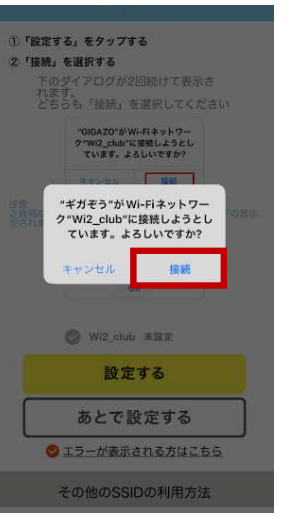 ①「設定する」をタップする
②「接続」を選択する
下のダイアログが2回続けて表示さ
れます。
どちらも「接続」を選択してください
"GIGAZO"が Wi-Fiネットワー
ク"Wi2_club"に接続しようとし
ています。よろしいですか?
キャンセル 接続
"ギガぞう"が Wi-Fi ネットワー
ク"Wi2_club"に接続しようとし
ています。よろしいですか?
キャンセル 接続
Wi2_club 未設定
設定する
あとで設定する
エラーが表示される方はこちら
その他のSSIDの利用方法